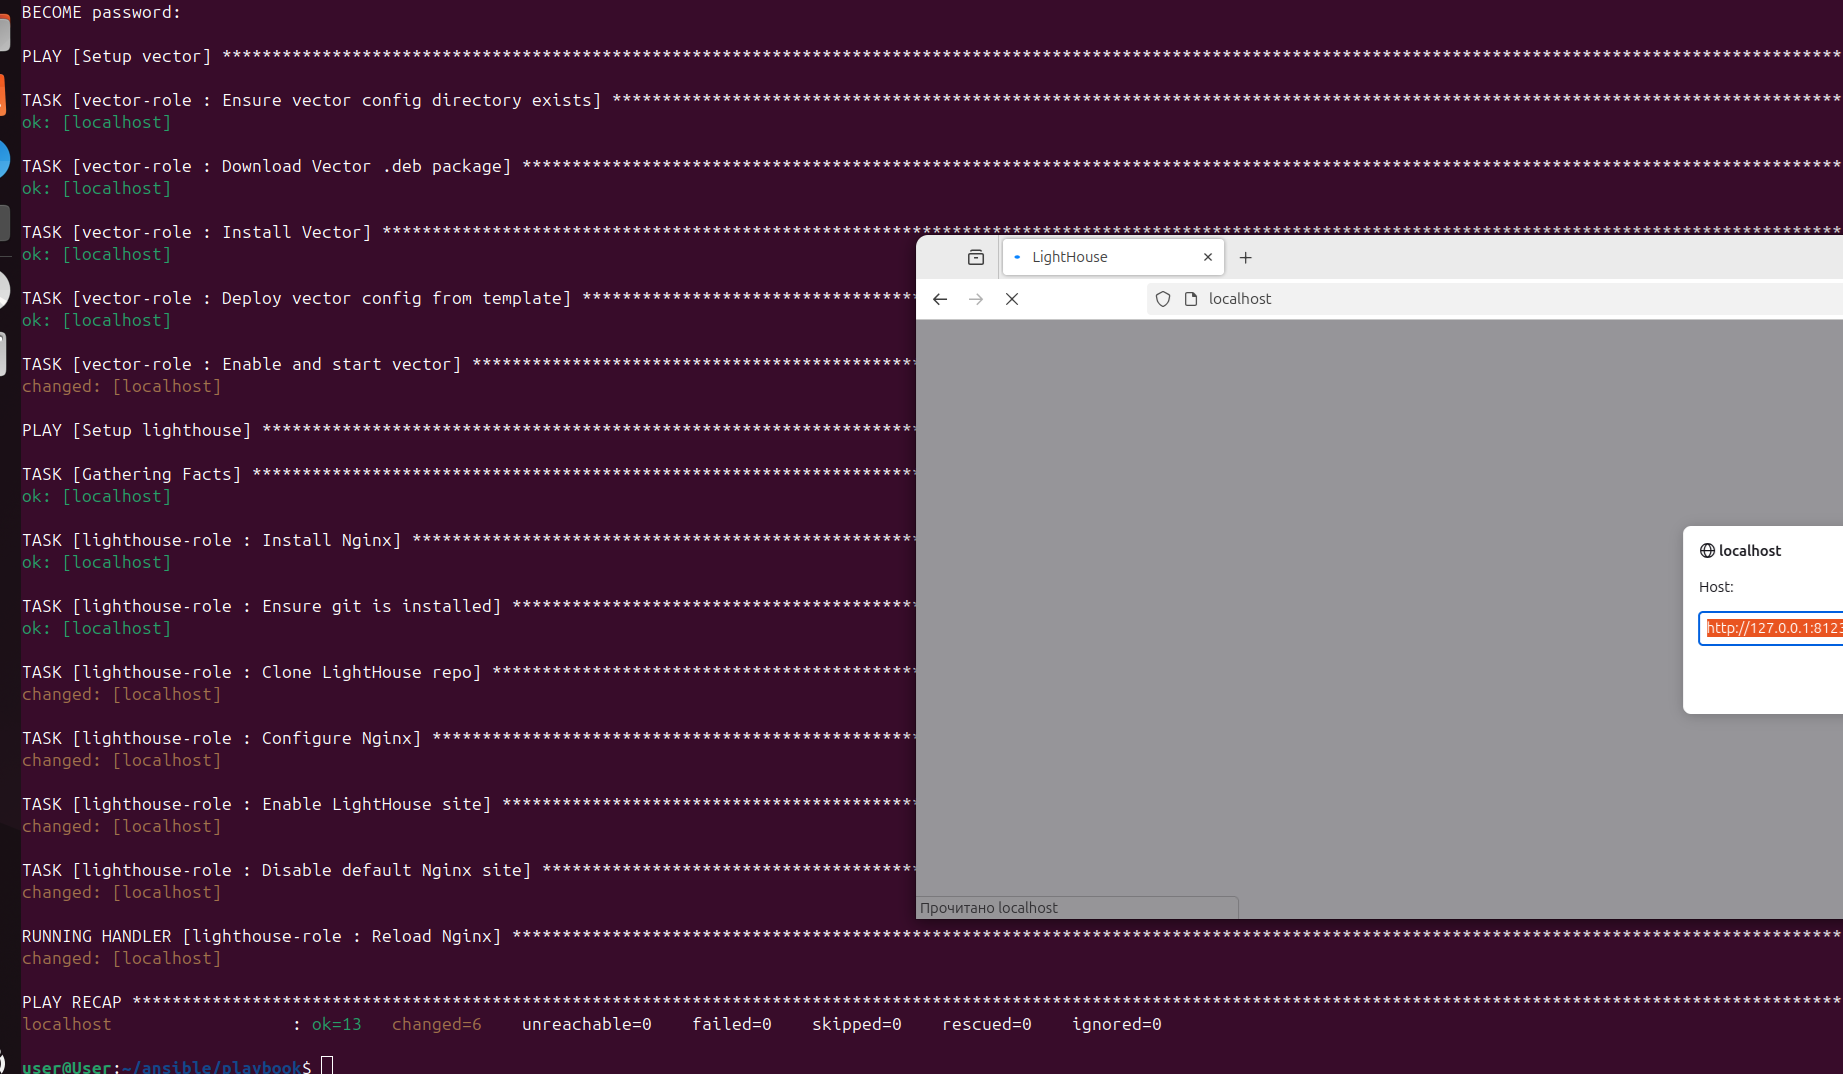 BECOME password:
PLAY [Setup vector] ******************************************************************************************************************************************************************
TASK [vector-role : Ensure vector config directory exists] ***************************************************************************************************************************
ok: [localhost]
TASK [vector-role : Download Vector .deb package] ************************************************************************************************************************************
ok: [localhost]
TASK [vector-role : Install Vector] **************************************************************************************************************************************************
ok: [localhost]
TASK [vector-role : Deploy vector config from template] **********************************
ok: [localhost]
TASK [vector-role : Enable and start vector] *********************************************
changed: [localhost]
PLAY [Setup lighthouse] ******************************************************************
TASK [Gathering Facts] *******************************************************************
ok: [localhost]
TASK [lighthouse-role : Install Nginx] ***************************************************
ok: [localhost]
TASK [lighthouse-role : Ensure git is installed] *****************************************
ok: [localhost]
TASK [lighthouse-role : Clone LightHouse repo] *******************************************
changed: [localhost]
TASK [lighthouse-role : Configure Nginx] *************************************************
changed: [localhost]
TASK [lighthouse-role : Enable LightHouse site] ******************************************
changed: [localhost]
TASK [lighthouse-role : Disable default Nginx site] **************************************
changed: [localhost]
RUNNING HANDLER [lighthouse-role : Reload Nginx] *************************************************************************************************************************************
changed: [localhost]
PLAY RECAP ***************************************************************************************************************************************************************************
localhost                  : ok=13   changed=6    unreachable=0    failed=0    skipped=0    rescued=0    ignored=0
user@User:~/ansible/playbook$
LightHouse
localhost
localhost
Host:
http://127.0.0.1:8123
Прочитано localhost